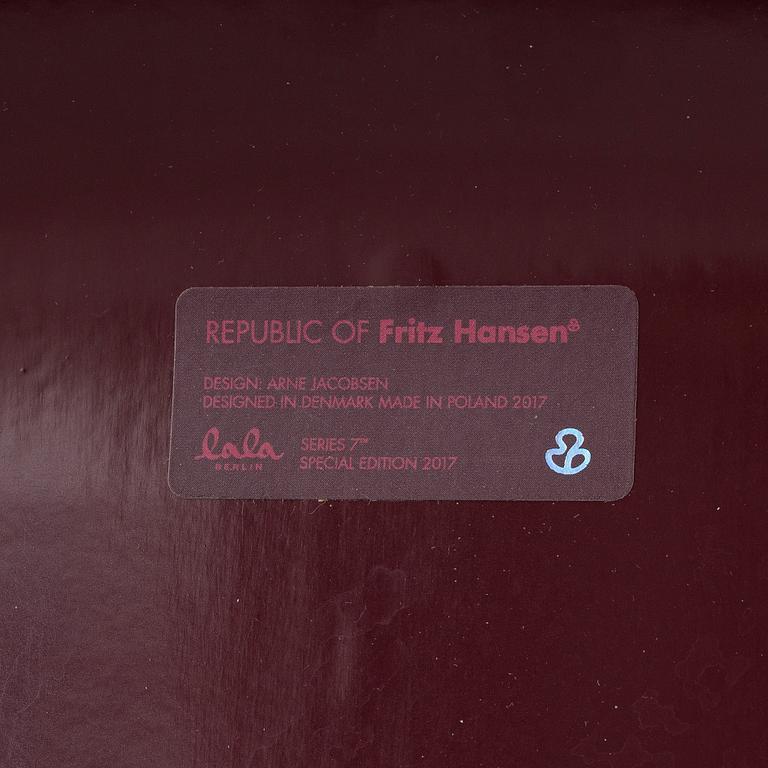 REPUBLIC OF Fritz Hansen
DESIGN: ARNE JACOBSEN
DESIGNED IN DENMARK MADE IN POLAND 2017
lala
BERLIN
SERIES 7™
SPECIAL EDITION 2017